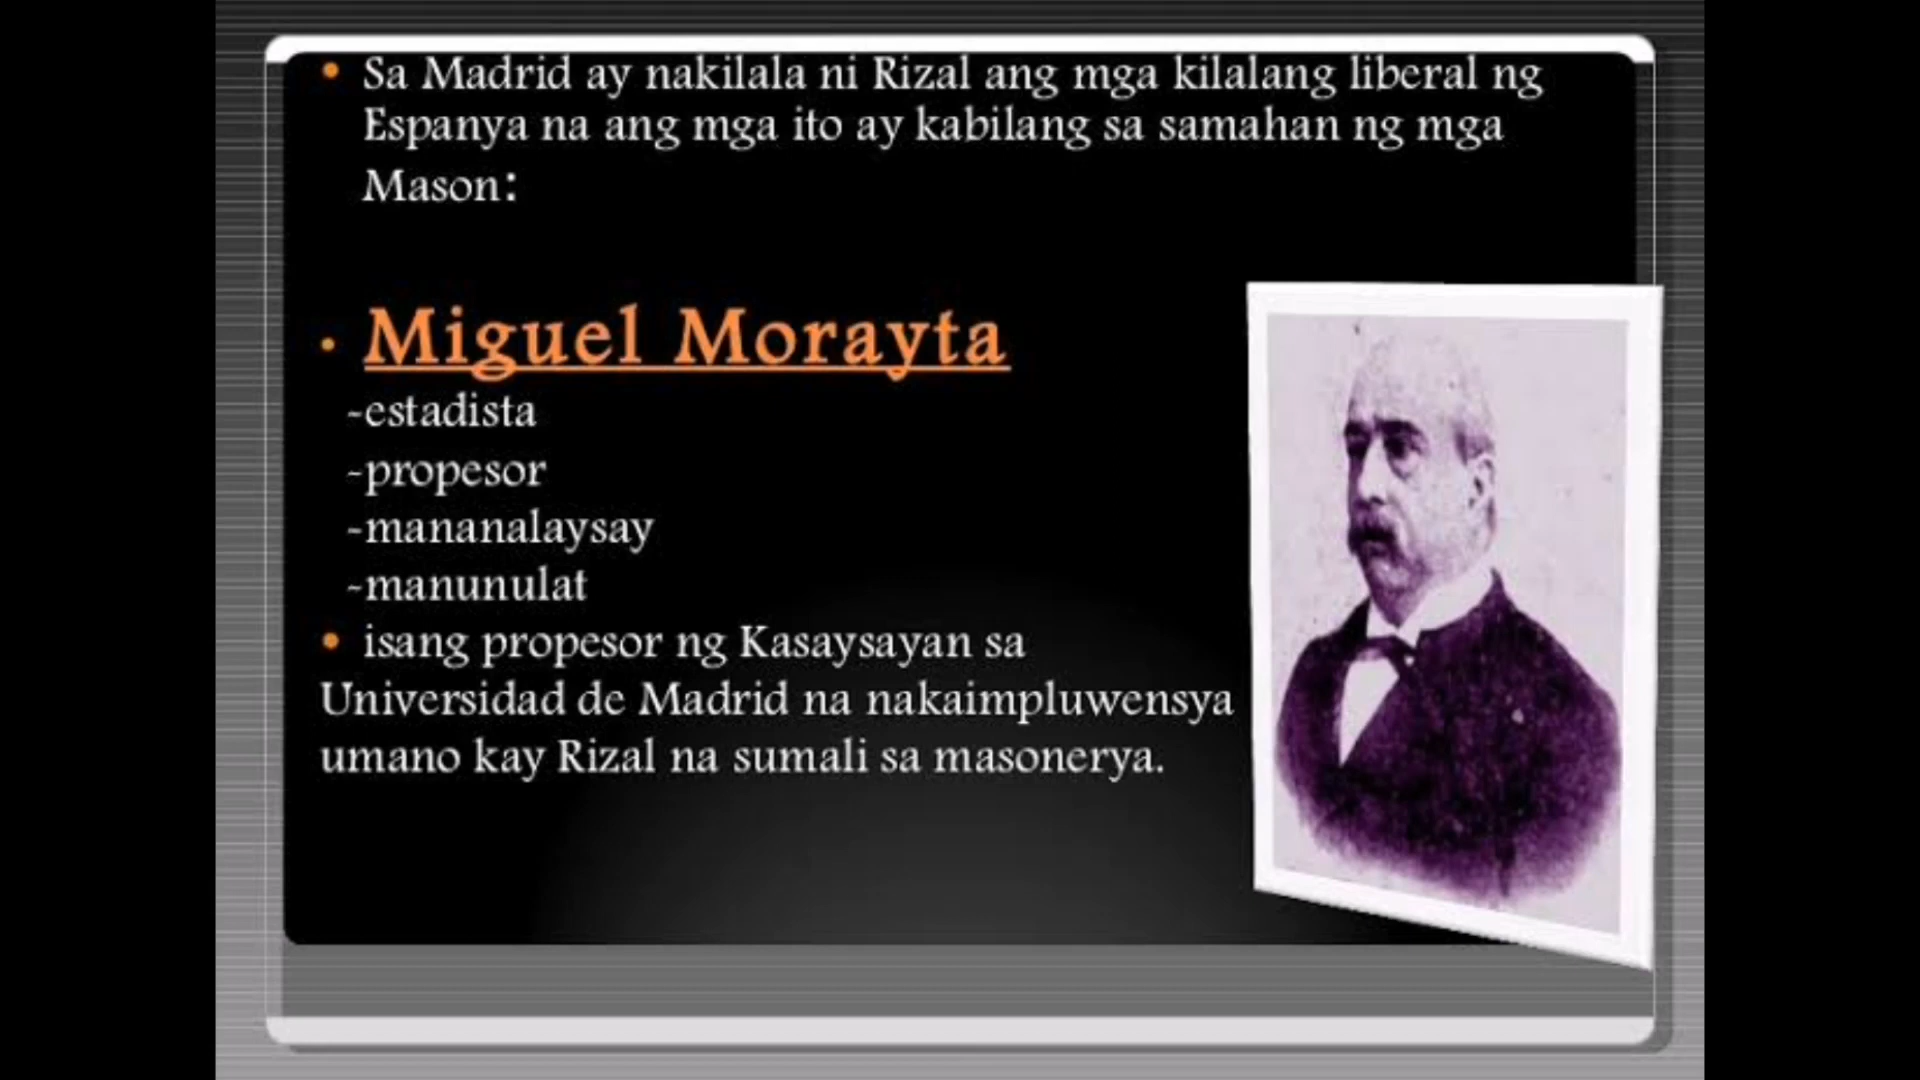 • Sa Madrid ay nakilala ni Rizal ang mga kilalang liberal ng
Espanya na ang mga ito ay kabilang sa samahan ng mga
Mason:
• Miguel Morayta
-estadista
-propesor
-mananalaysay
-manunulat
• isang propesor ng Kasaysayan sa
Universidad de Madrid na nakaimpluwensya
umano kay Rizal na sumali sa masonerya.